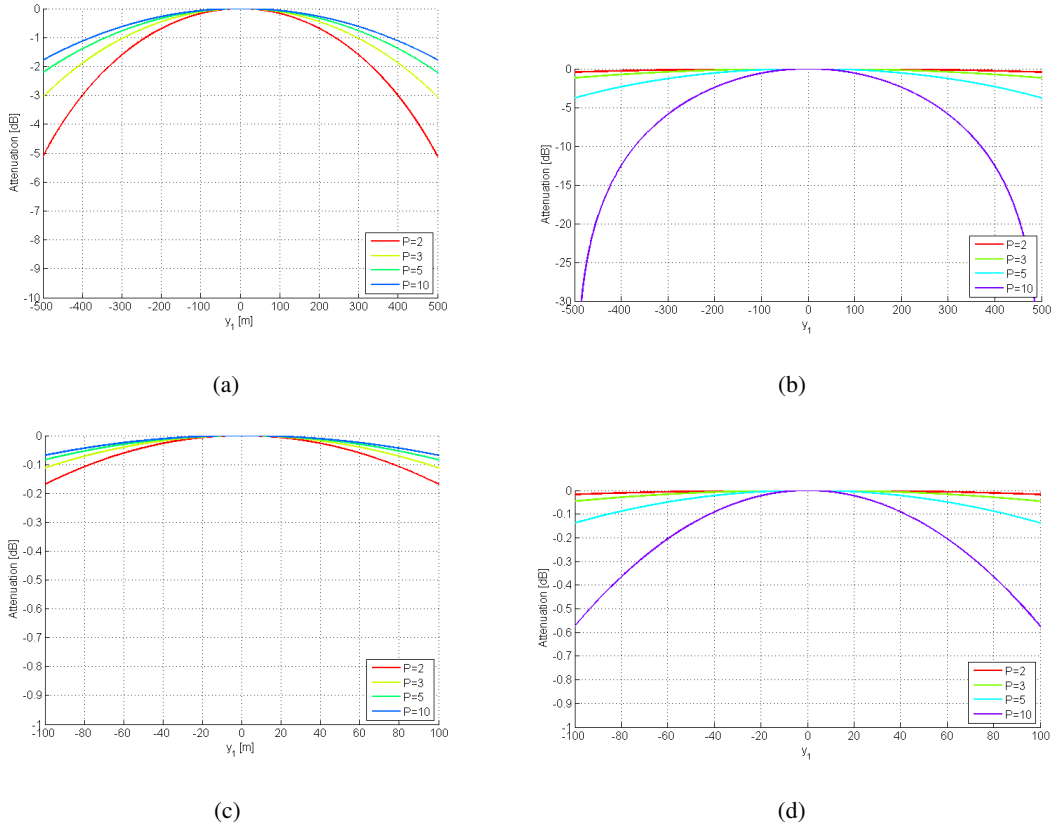 0
-1
-2
-3
-4
-5
-6
-7
-8
-9
-10
Attenuation [dB]
-500 -400 -300 -200 -100 0 100 200 300 400 500
y1 [m]
P=2
P=3
P=5
P=10
(a)
0
-5
-10
-15
-20
-25
-30
Attenuation [dB]
-500 -400 -300 -200 -100 0 100 200 300 400 500
y1
P=2
P=3
P=5
P=10
(b)
0
-0.1
-0.2
-0.3
-0.4
-0.5
-0.6
-0.7
-0.8
-0.9
-1
Attenuation [dB]
-100 -80 -60 -40 -20 0 20 40 60 80 100
y1 [m]
P=2
P=3
P=5
P=10
(c)
0
-0.1
-0.2
-0.3
-0.4
-0.5
-0.6
-0.7
-0.8
-0.9
-1
Attenuation [dB]
-100 -80 -60 -40 -20 0 20 40 60 80 100
y1
P=2
P=3
P=5
P=10
(d)